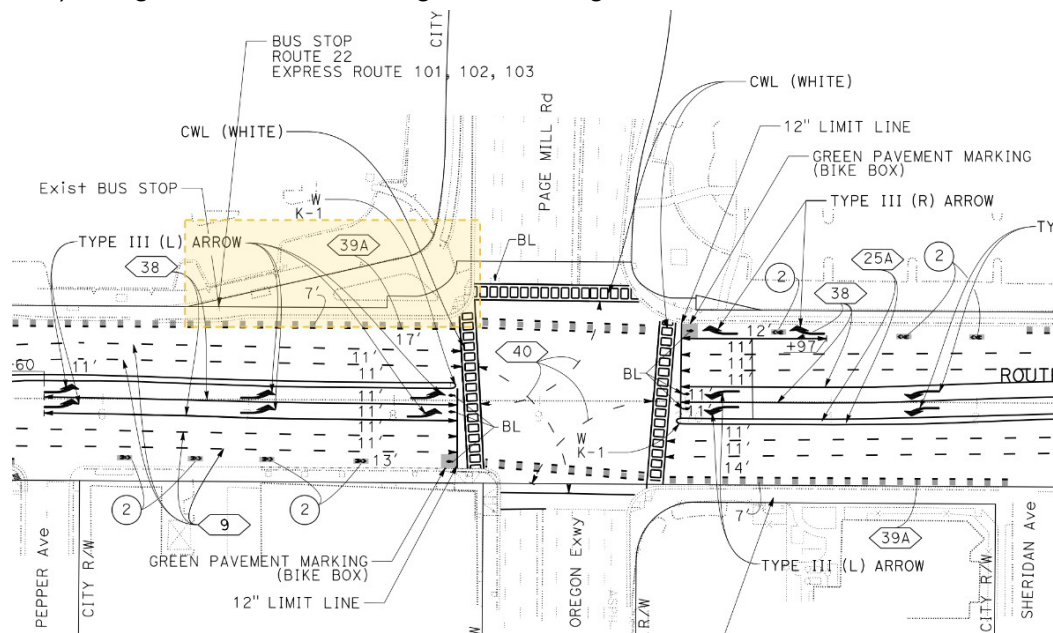 BUS STOP
ROUTE 22
EXPRESS ROUTE 101, 102, 103
CITY
PAGE MILL Rd
CWL (WHITE)
CWL (WHITE)
12" LIMIT LINE
GREEN PAVEMENT MARKING
(BIKE BOX)
TYPE III (R) ARROW
Exist BUS STOP
W
K-1
TYPE III (L) ARROW
39A
38
BL
2
25A
2
38
TY
7'
17'
12'
+97
60
11'
11'
11'
11'
11'
11'
40
BL
11'
11'
11'
ROUTE
11'
11'
11'
11'
11'
BL
W
K-1
11'
11'
14'
13'
2
2
9
7'
39A
GREEN PAVEMENT MARKING
(BIKE BOX)
12" LIMIT LINE
TYPE III (L) ARROW
PEPPER Ave
CITY R/W
OREGON Exwy
R/W
CITY R/W
SHERIDAN Ave
W